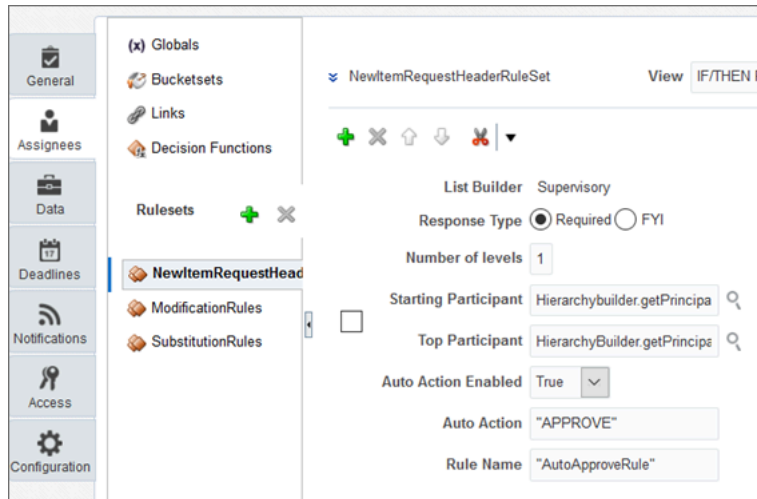 General
Assignees
Data
17
Deadlines
Notifications
Access
Configuration
(x) Globals
Bucketsets
Links
Decision Functions
Rulesets
NewItemRequestHead
ModificationRules
SubstitutionRules
NewItemRequestHeaderRuleSet View IF/THEN
List Builder Supervisory
Response Type Required FYI
Number of levels 1
Starting Participant Hierarchybuilder.getPrincipa
Top Participant HierarchyBuilder.getPrincipa
Auto Action Enabled True
Auto Action "APPROVE"
Rule Name "AutoApproveRule"